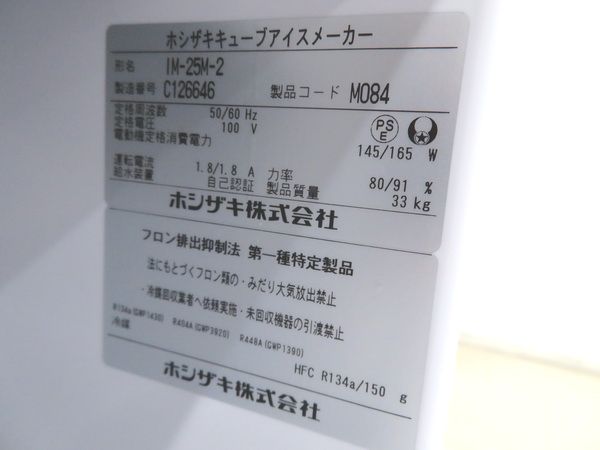 ホシザキキューブアイスメーカー
形名 IM-25M-2
製造番号 C126646 製品コード M084
定格周波数 50/60 Hz
定格電圧 100 V
電動機定格消費電力 145/165 W
PS E
運転電流 1.8/1.8 A 力率 80/91 %
給水装置 自己認証 製品質量 33 kg
ホシザキ株式会社
フロン排出抑制法 第一種特定製品
法にもとづくフロン類の・みだり大気放出禁止
・冷媒回収業者へ依頼実施・未回収機器の引渡禁止
R134a(GWP1430) R404A(GWP3920) R448A(GWP1390)
冷媒 HFC R134a/150 g
ホシザキ株式会社